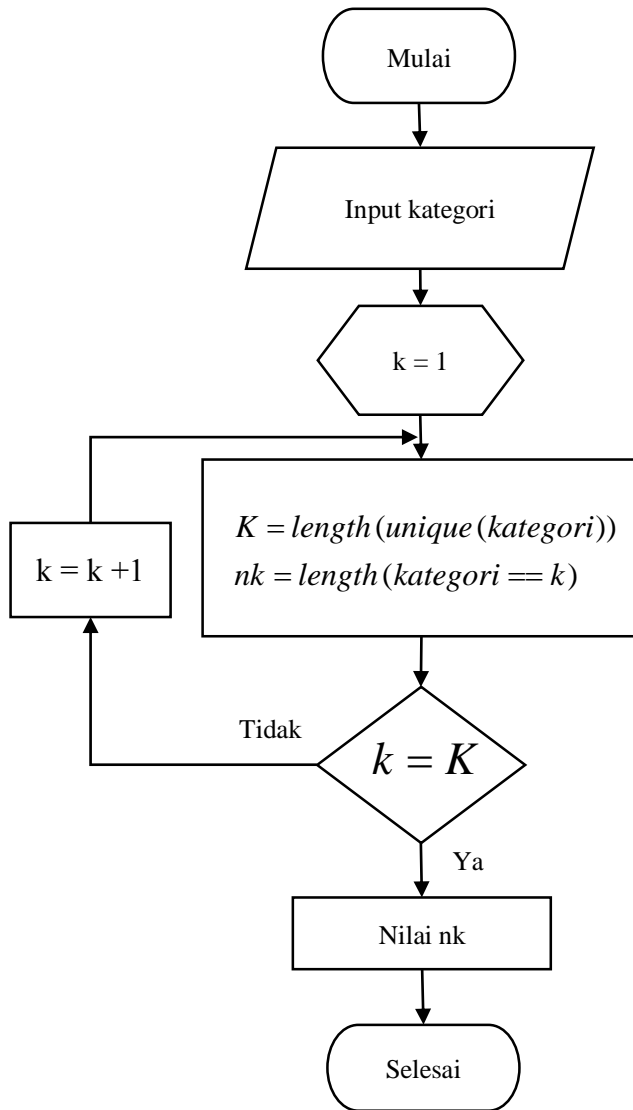 Mulai
Input kategori
k = 1
K = length(unique(kategori))
nk = length(kategori == k)
k = k +1
Tidak
k = K
Ya
Nilai nk
Selesai